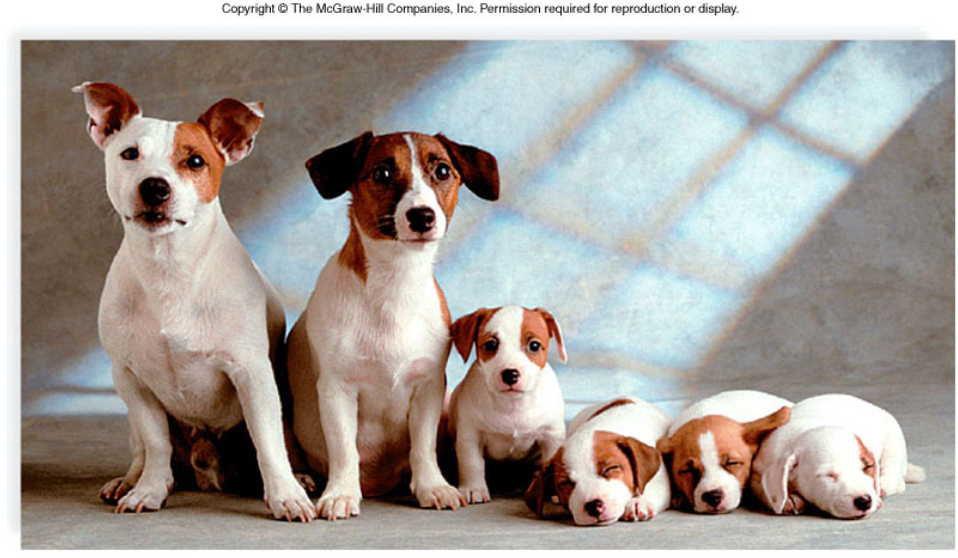 Copyright © The McGraw-Hill Companies, Inc. Permission required for reproduction or display.